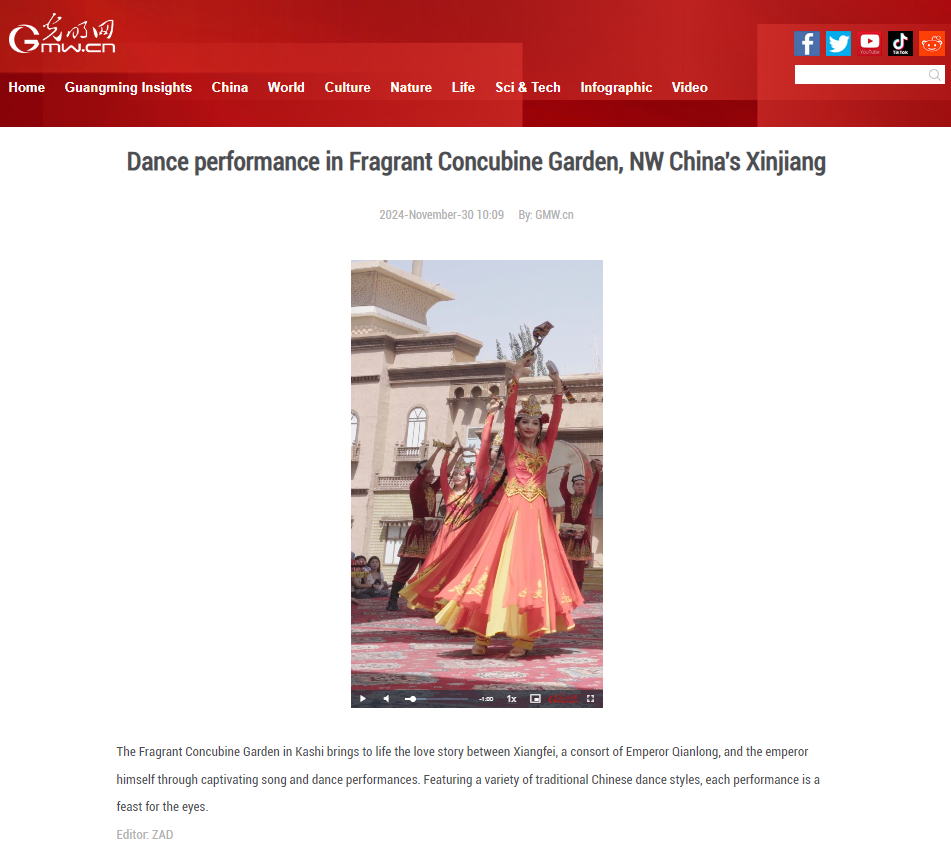 光明网
GMW.CN
YouTube
TikTok
Home Guangming Insights China World Culture Nature Life Sci & Tech Infographic Video
Dance performance in Fragrant Concubine Garden, NW China's Xinjiang
2024-November-30 10:09 By: GMW.cn
-1:00 1x
The Fragrant Concubine Garden in Kashi brings to life the love story between Xiangfei, a consort of Emperor Qianlong, and the emperor
himself through captivating song and dance performances. Featuring a variety of traditional Chinese dance styles, each performance is a
feast for the eyes.
Editor: ZAD